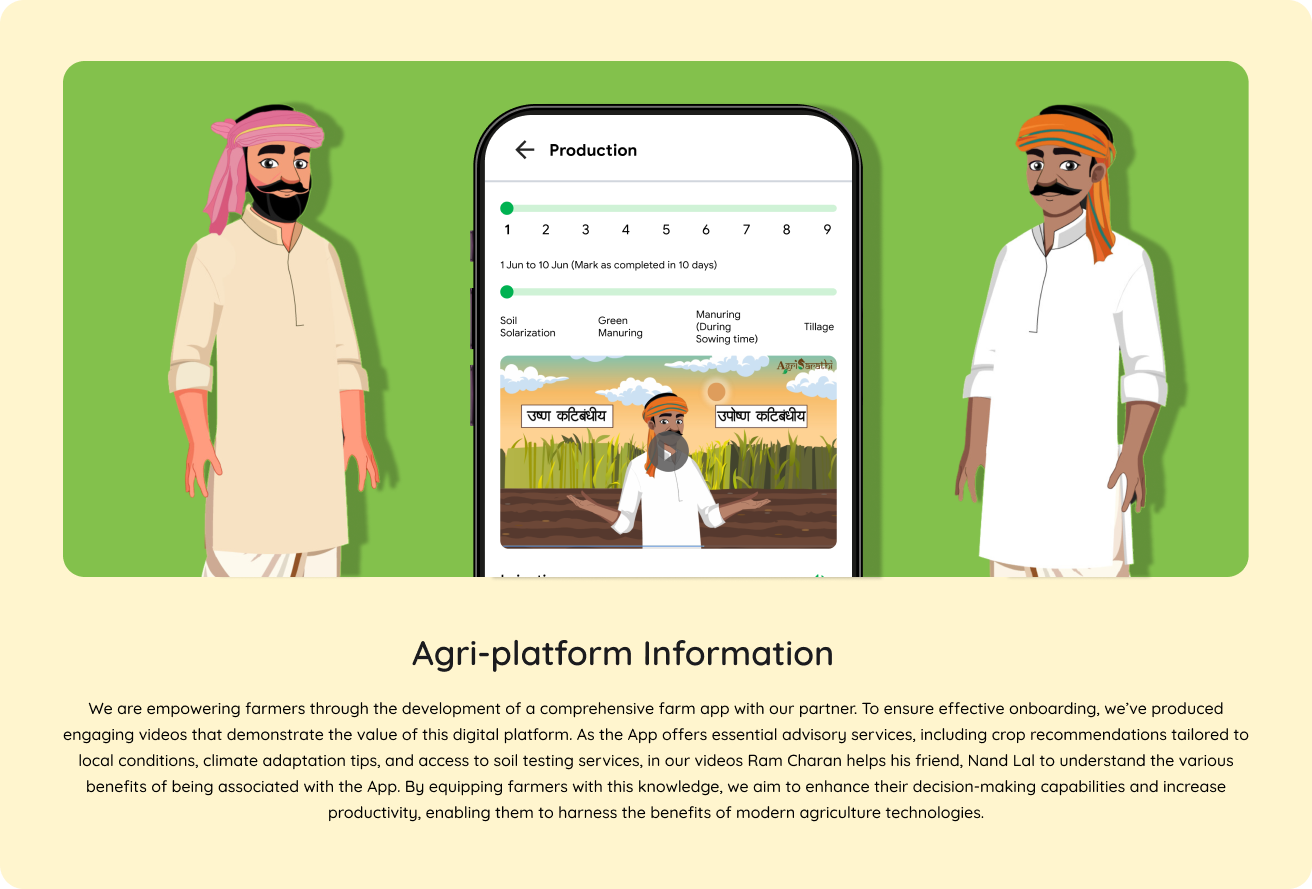 Production
1 2 3 4 5 6 7 8 9
1 Jun to 10 Jun (Mark as completed in 10 days)
Soil
Solarization
Green
Manuring
Manuring
(During
Sowing time)
Tillage
AgriSarathi
उष्ण कटिबंधीय
उपोष्ण कटिबंधीय
Agri-platform Information
We are empowering farmers through the development of a comprehensive farm app with our partner. To ensure effective onboarding, we’ve produced
engaging videos that demonstrate the value of this digital platform. As the App offers essential advisory services, including crop recommendations tailored to
local conditions, climate adaptation tips, and access to soil testing services, in our videos Ram Charan helps his friend, Nand Lal to understand the various
benefits of being associated with the App. By equipping farmers with this knowledge, we aim to enhance their decision-making capabilities and increase
productivity, enabling them to harness the benefits of modern agriculture technologies.